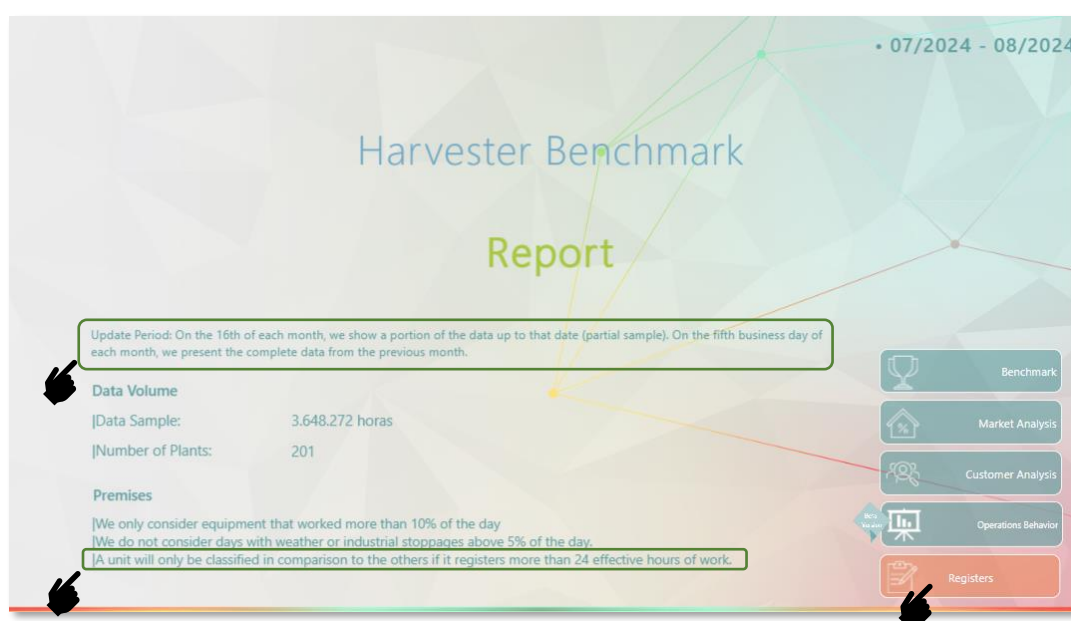 • 07/2024 - 08/2024
Harvester Benchmark
Report
Update Period: On the 16th of each month, we show a portion of the data up to that date (partial sample). On the fifth business day of
each month, we present the complete data from the previous month.
Data Volume
|Data Sample: 3.648.272 horas
|Number of Plants: 201
Premises
|We only consider equipment that worked more than 10% of the day
|We do not consider days with weather or industrial stoppages above 5% of the day.
|A unit will only be classified in comparison to the others if it registers more than 24 effective hours of work.
Benchmark
%
Market Analysis
Customer Analysis
Operations Behavior
Registers